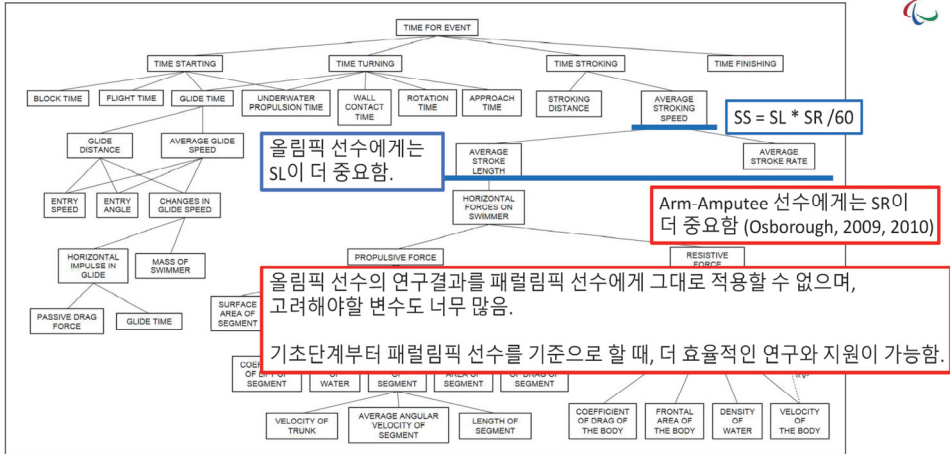 TIME FOR EVENT
TIME STARTING
TIME TURNING
TIME STROKING
TIME FINISHING
BLOCK TIME
FLIGHT TIME
GLIDE TIME
UNDERWATER
PROPULSION TIME
WALL
CONTACT
TIME
ROTATION
TIME
APPROACH
TIME
STROKING
DISTANCE
AVERAGE
STROKING
SPEED
SS = SL * SR /60
GLIDE
DISTANCE
AVERAGE GLIDE
SPEED
올림픽 선수에게는
SL이 더 중요함.
AVERAGE
STROKE
LENGTH
AVERAGE
STROKE RATE
ENTRY
SPEED
ENTRY
ANGLE
CHANGES IN
GLIDE SPEED
HORIZONTAL
FORCES ON
SWIMMER
Arm-Amputee 선수에게는 SR이
더 중요함 (Osborough, 2009, 2010)
HORIZONTAL
IMPULSE IN
GLIDE
MASS OF
SWIMMER
PROPULSIVE FORCE
RESISTIVE
FORCE
올림픽 선수의 연구결과를 패럴림픽 선수에게 그대로 적용할 수 없으며,
고려해야할 변수도 너무 많음.
기초단계부터 패럴림픽 선수를 기준으로 할 때, 더 효율적인 연구와 지원이 가능함.
PASSIVE DRAG
FORCE
GLIDE TIME
SURFACE
AREA OF
SEGMENT
OF LIFT OF
SEGMENT
OF
WATER
OF
SEGMENT
AREA OF
SEGMENT
OF DRAG OF
SEGMENT
VELOCITY OF
TRUNK
AVERAGE ANGULAR
VELOCITY OF
SEGMENT
LENGTH OF
SEGMENT
COEFFICIENT
OF DRAG OF
THE BODY
FRONTAL
AREA OF
THE BODY
DENSITY
OF
WATER
VELOCITY
OF
THE BODY